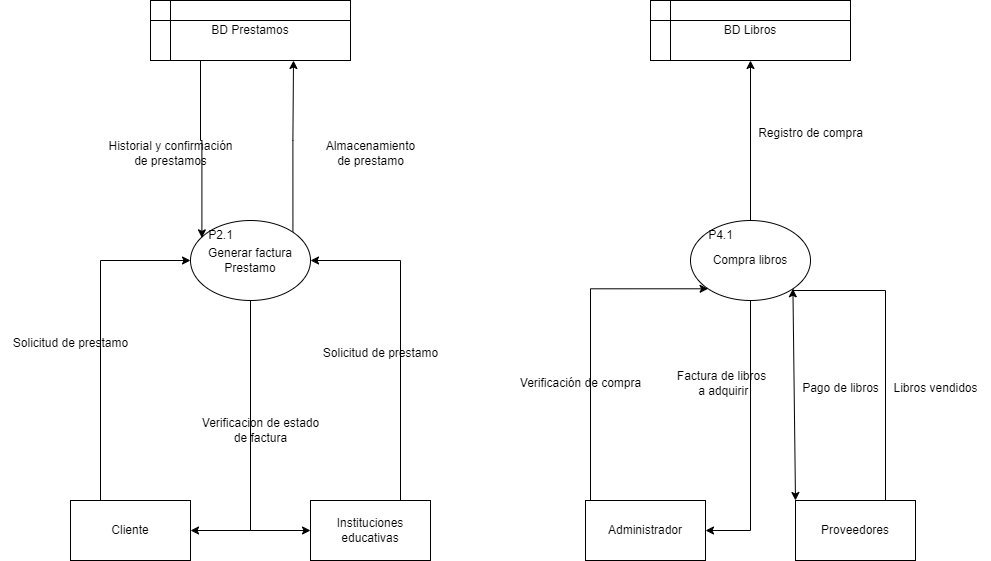 BD Prestamos
Historial y confirmación
de prestamos
Almacenamiento
de prestamo
P2.1
Generar factura
Prestamo
Solicitud de prestamo
Solicitud de prestamo
Verificacion de estado
de factura
Cliente
Instituciones
educativas
BD Libros
Registro de compra
P4.1
Compra libros
Verificación de compra
Factura de libros
a adquirir
Pago de libros
Libros vendidos
Administrador
Proveedores